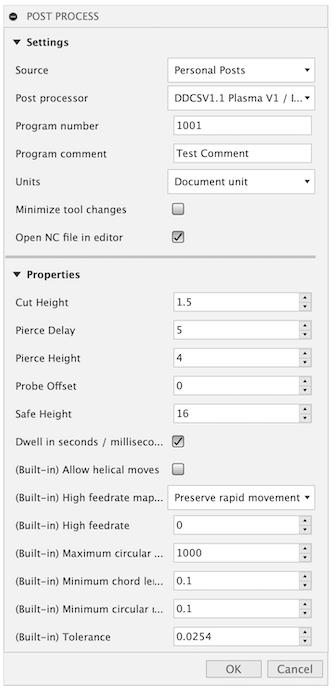 POST PROCESS
Settings
Source Personal Posts
Post processor DDCSV1.1 Plasma V1 / I...
Program number 1001
Program comment Test Comment
Units Document unit
Minimize tool changes
Open NC file in editor
Properties
Cut Height 1.5
Pierce Delay 5
Pierce Height 4
Probe Offset 0
Safe Height 16
Dwell in seconds / milliseco...
(Built-in) Allow helical moves
(Built-in) High feedrate map... Preserve rapid movement
(Built-in) High feedrate 0
(Built-in) Maximum circular ... 1000
(Built-in) Minimum chord le... 0.1
(Built-in) Minimum circular r... 0.1
(Built-in) Tolerance 0.0254
OK Cancel